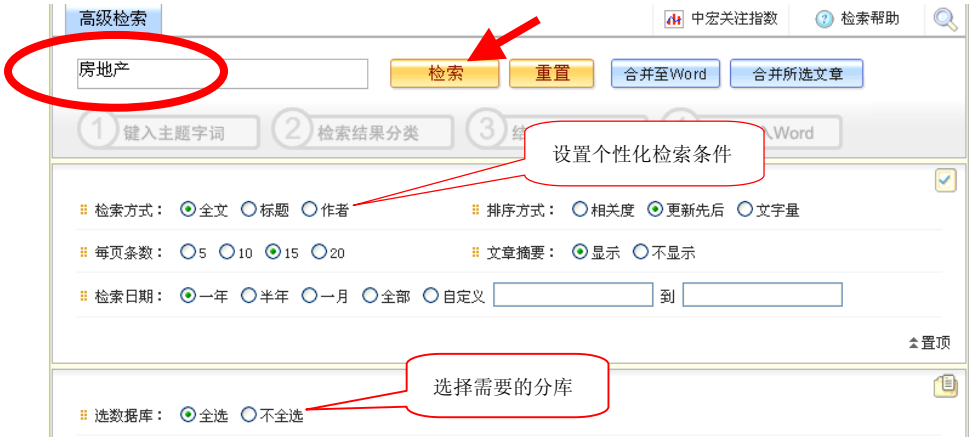 高级检索 中宏关注指数 检索帮助
房地产 检索 重置 合并至Word 合并所选文章
1 键入主题字词 2 检索结果分类 3 结 入Word
设置个性化检索条件
检索方式： 全文 标题 作者 排序方式： 相关度 更新先后 文字量
每页条数： 5 10 15 20 文章摘要： 显示 不显示
检索日期： 一年 半年 一月 全部 自定义 到
置顶
选择需要的分库
选数据库： 全选 不全选